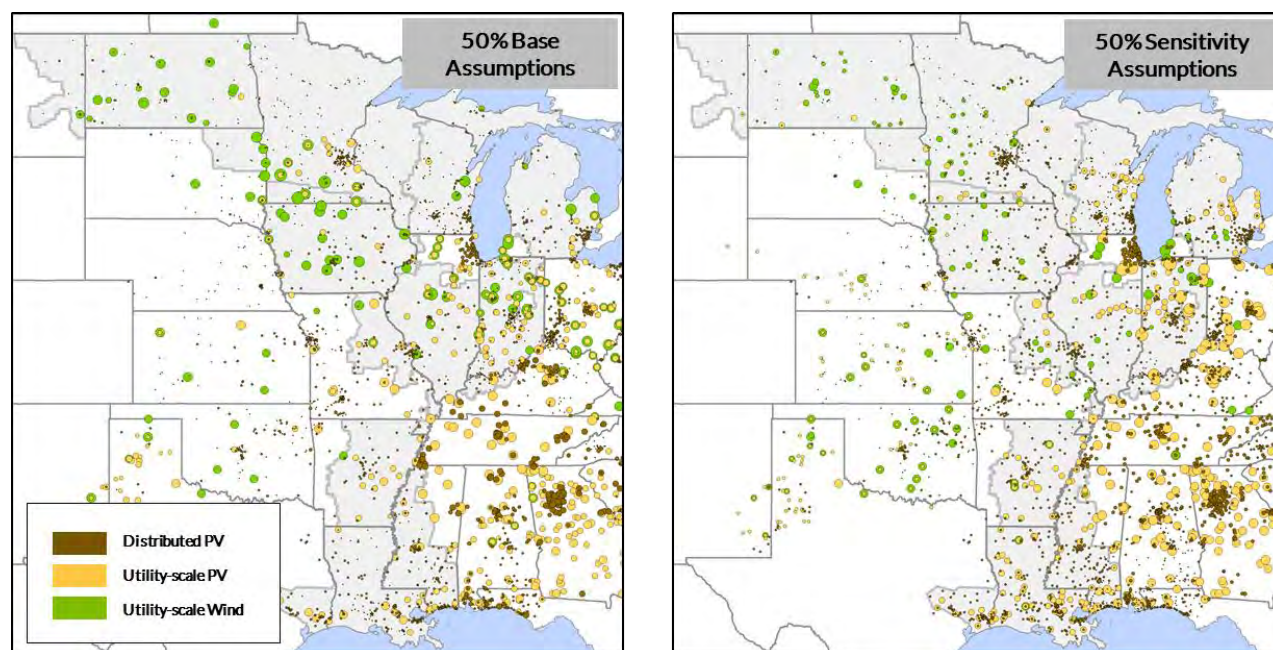 50% Base
Assumptions
50% Sensitivity
Assumptions
Distributed PV
Utility-scale PV
Utility-scale Wind